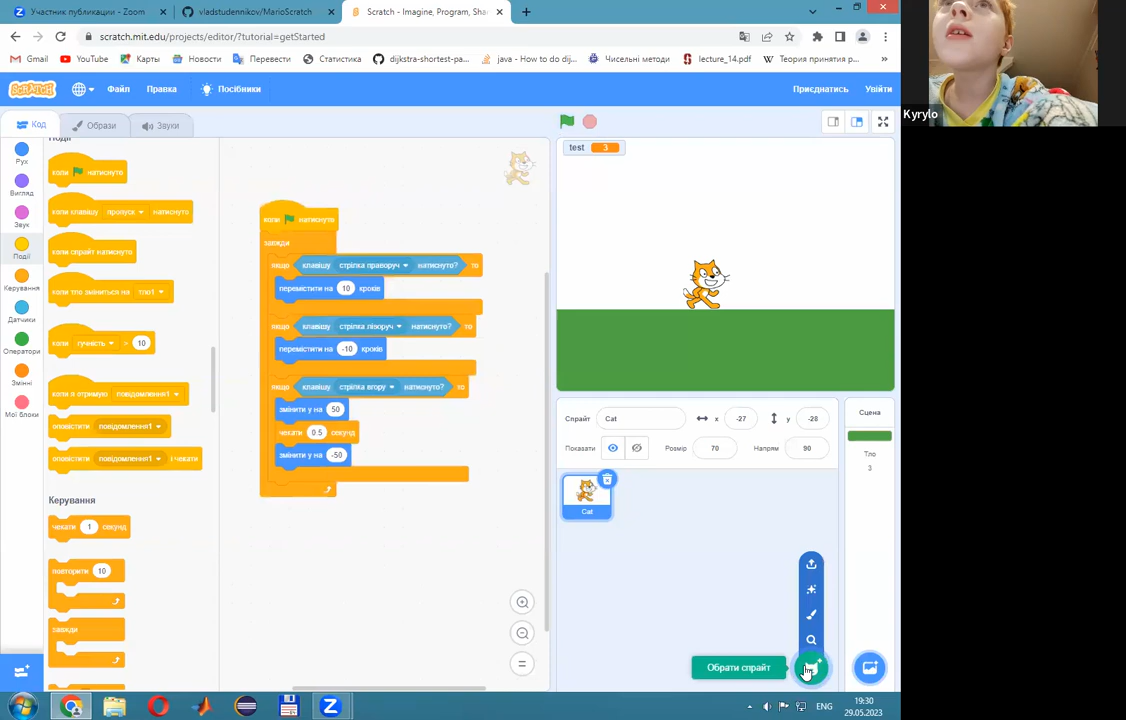 Участник публикации - Zoom
vladstudennikov/MarioScratch
Scratch - Imagine, Program, Sha
scratch.mit.edu/projects/editor/?tutorial=getStarted
Gmail
YouTube
Карты
Новости
Перевести
Статистика
dijkstra-shortest-pa...
java - How to do dij...
Чисельні методи
lecture_14.pdf
Теория принятия р...
»
SCRATCH
Файл
Правка
Посібники
Приєднатись
Увійти
Kyrylo
Код
Образи
Звуки
Рух
Вигляд
Звук
Події
Керування
Датчики
Оператори
Змінні
Мої блоки
Події
коли натиснуто
коли клавішу пропуск натиснуто
коли спрайт натиснуто
коли тло зміниться на тло1
коли гучність > 10
коли я отримую повідомлення1
оповістити повідомлення1
оповістити повідомлення1 і чекати
Керування
чекати 1 секунд
повторити 10
завжди
коли натиснуто
завжди
якщо клавішу стрілка праворуч натиснуто? то
перемістити на 10 кроків
якщо клавішу стрілка ліворуч натиснуто? то
перемістити на -10 кроків
якщо клавішу стрілка вгору натиснуто? то
змінити y на 50
чекати 0.5 секунд
змінити y на -50
test 3
Спрайт Cat x -27 y -28
Показати Розмір 70 Напрям 90
Cat
Сцена
Тло
3
Обрати спрайт
ENG
19:30
29.05.2023